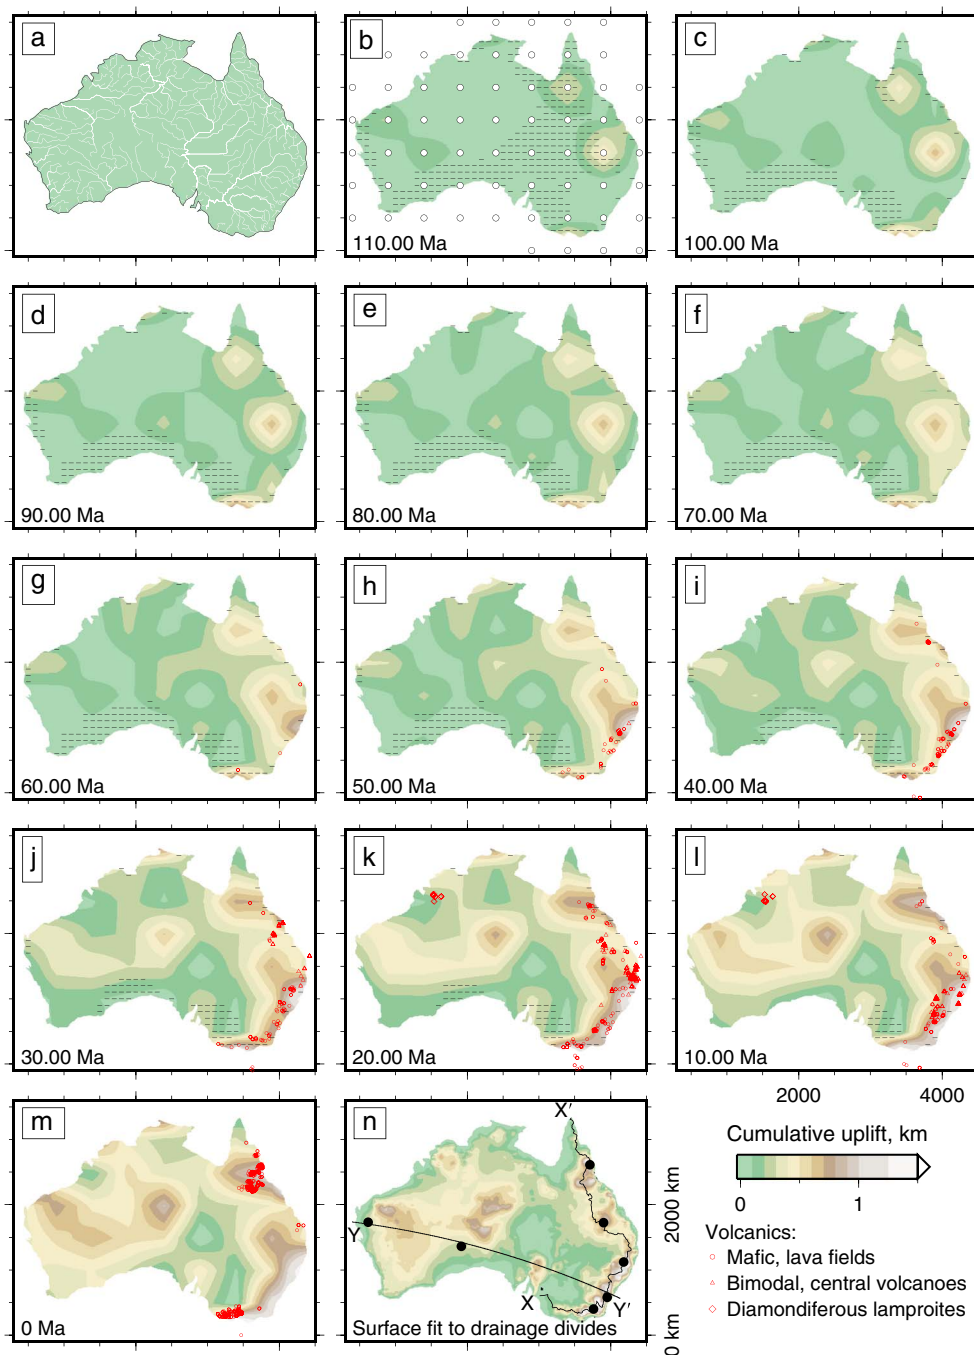 a
b
c
110.00 Ma
100.00 Ma
d
e
f
90.00 Ma
80.00 Ma
70.00 Ma
g
h
i
60.00 Ma
50.00 Ma
40.00 Ma
j
k
l
30.00 Ma
20.00 Ma
10.00 Ma
2000 4000
m
n
X′
Y
X
Y′
0 Ma
Surface fit to drainage divides
0 km 2000 km
Cumulative uplift, km
0 1
Volcanics:
Mafic, lava fields
Bimodal, central volcanoes
Diamondiferous lamproites